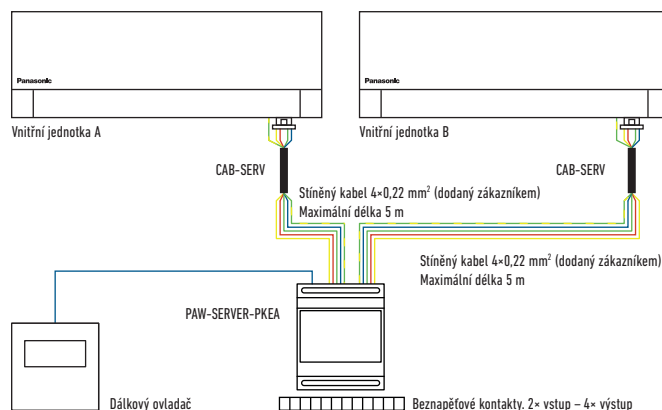 Panasonic
Panasonic
Vnitřní jednotka A
Vnitřní jednotka B
CAB-SERV
CAB-SERV
Stíněný kabel 4×0,22 mm² (dodaný zákazníkem)
Maximální délka 5 m
Stíněný kabel 4×0,22 mm² (dodaný zákazníkem)
Maximální délka 5 m
PAW-SERVER-PKEA
Dálkový ovladač
Beznapěťové kontakty. 2× vstup – 4× výstup